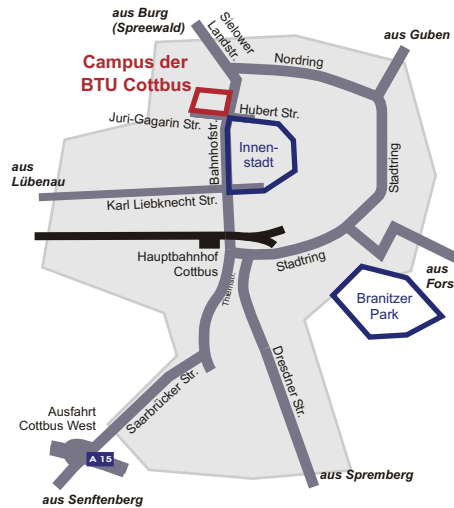 aus Burg
(Spreewald)
Sielower
Landstr.
aus Guben
Nordring
Campus der
BTU Cottbus
Hubert Str.
Juri-Gagarin Str.
Bahnhofstr.
Innen-
stadt
Stadtring
aus
Lübenau
Karl Liebknecht Str.
Hauptbahnhof
Cottbus
Stadtring
aus
Fors
Branitzer
Park
Dresdner Str.
Saarbrücker Str.
Ausfahrt
Cottbus West
A 15
aus Spremberg
aus Senftenberg